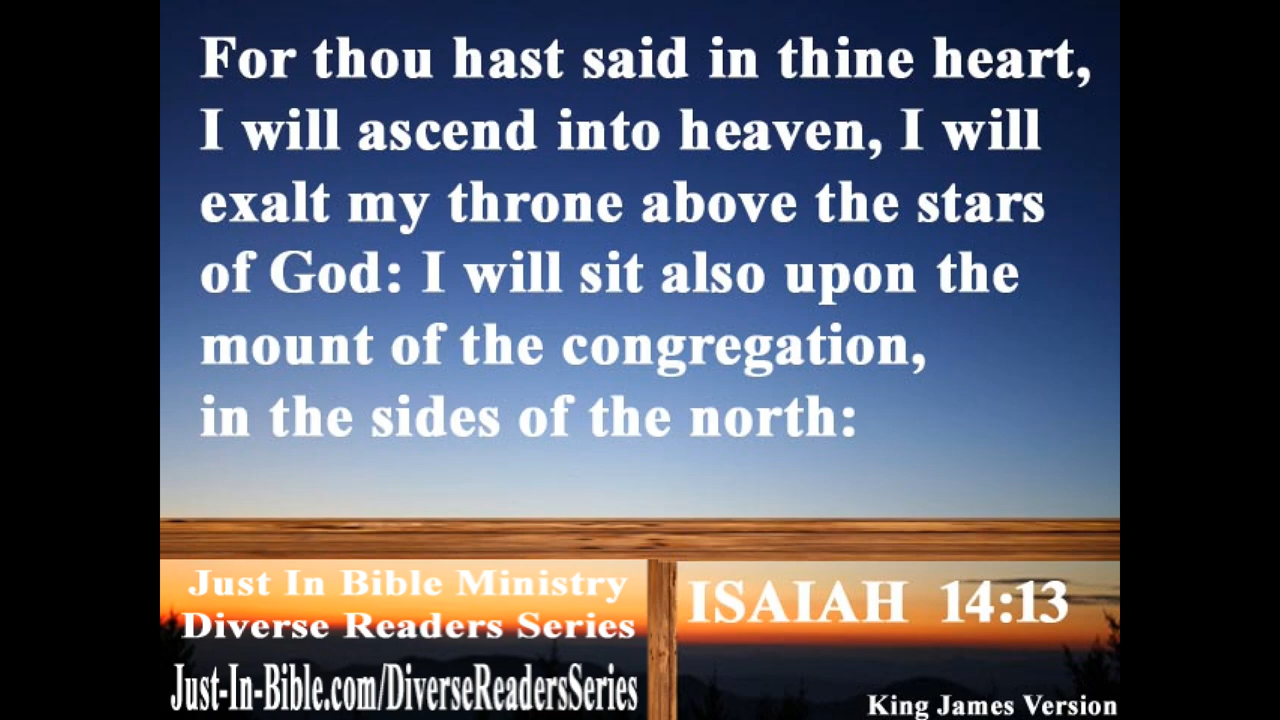 For thou hast said in thine heart,
I will ascend into heaven, I will
exalt my throne above the stars
of God: I will sit also upon the
mount of the congregation,
in the sides of the north:
Just In Bible Ministry
Diverse Readers Series
Just-In-Bible.com/DiverseReadersSeries
ISAIAH 14:13
King James Version